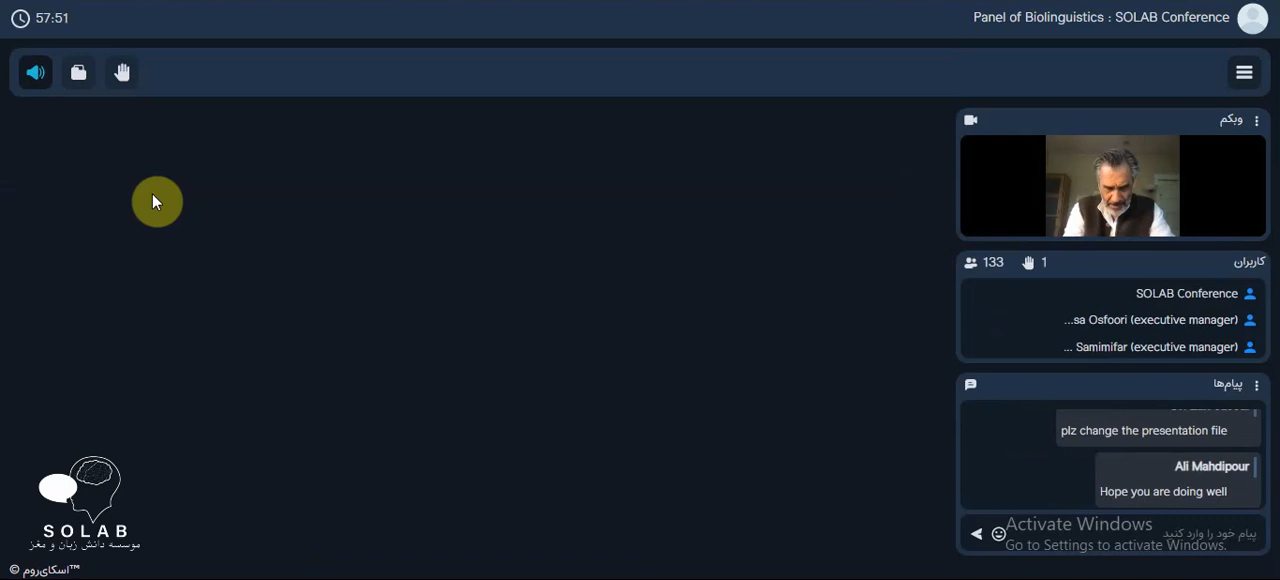 57:51
Panel of Biolinguistics : SOLAB Conference
وبکم
133
1
کاربران
SOLAB Conference
...sa Osfoori (executive manager)
... Samimifar (executive manager)
پیام‌ها
plz change the presentation file
Ali Mahdipour
Hope you are doing well
Activate Windows
Go to Settings to activate Windows.
پیام خود را وارد کنید
SOLAB
موسسه دانش زبان و مغز
© اسکای‌روم™